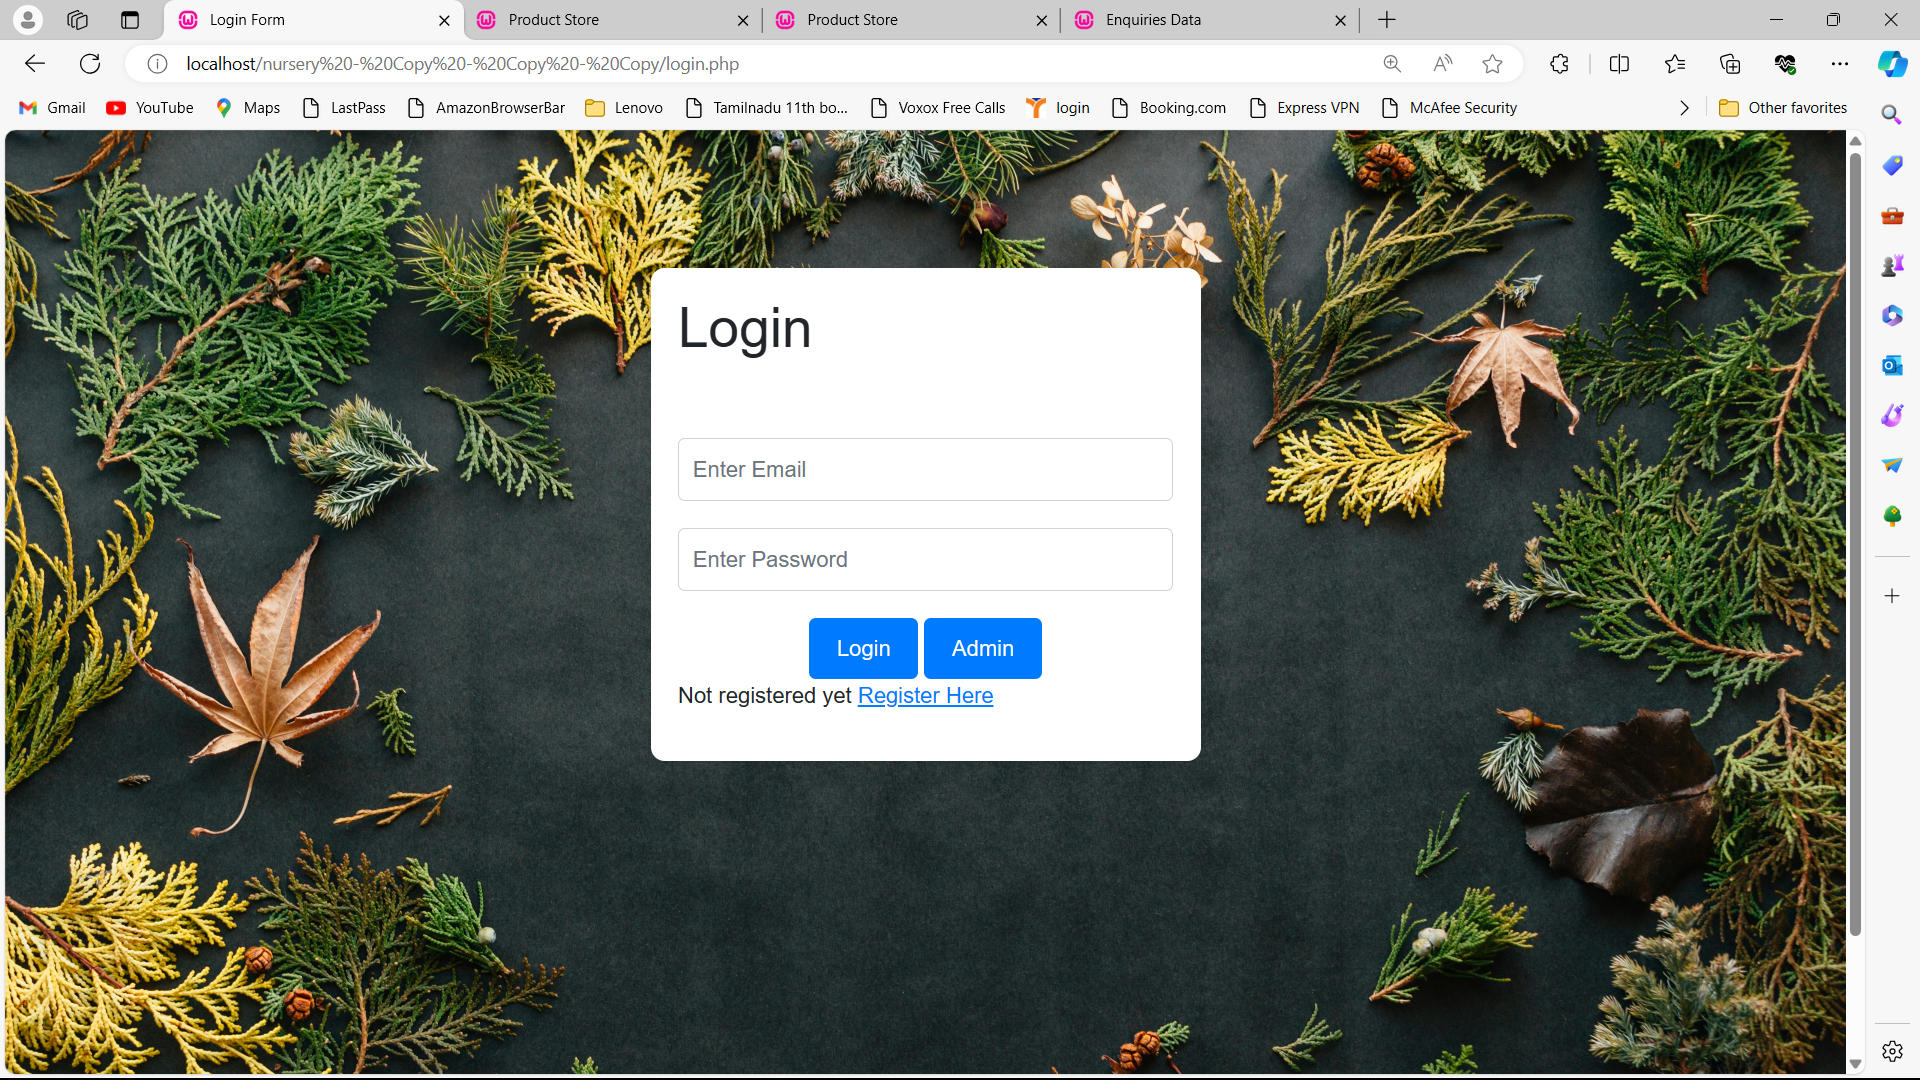 Login Form
Product Store
Product Store
Enquiries Data
localhost/nursery%20-%20Copy%20-%20Copy%20-%20Copy/login.php
Gmail YouTube Maps LastPass AmazonBrowserBar Lenovo Tamilnadu 11th bo... Voxox Free Calls login Booking.com Express VPN McAfee Security Other favorites
Login
Enter Email
Enter Password
Login Admin
Not registered yet Register Here